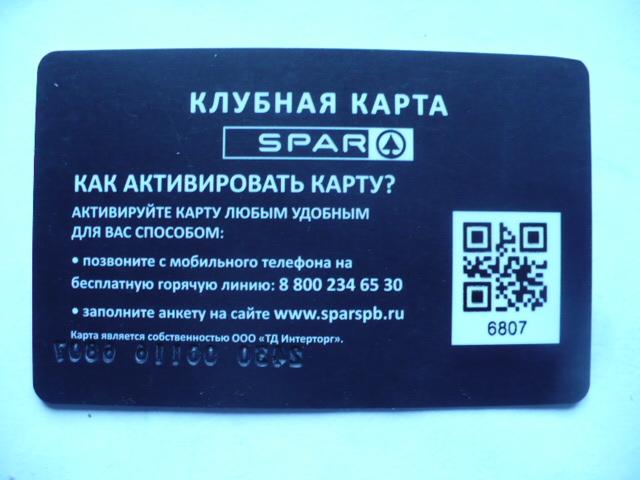 КЛУБНАЯ КАРТА
SPAR
КАК АКТИВИРОВАТЬ КАРТУ?
АКТИВИРУЙТЕ КАРТУ ЛЮБЫМ УДОБНЫМ
ДЛЯ ВАС СПОСОБОМ:
• позвоните с мобильного телефона на
бесплатную горячую линию: 8 800 234 65 30
• заполните анкету на сайте www.sparspb.ru
Карта является собственностью ООО «ТД Интерторг».
6807